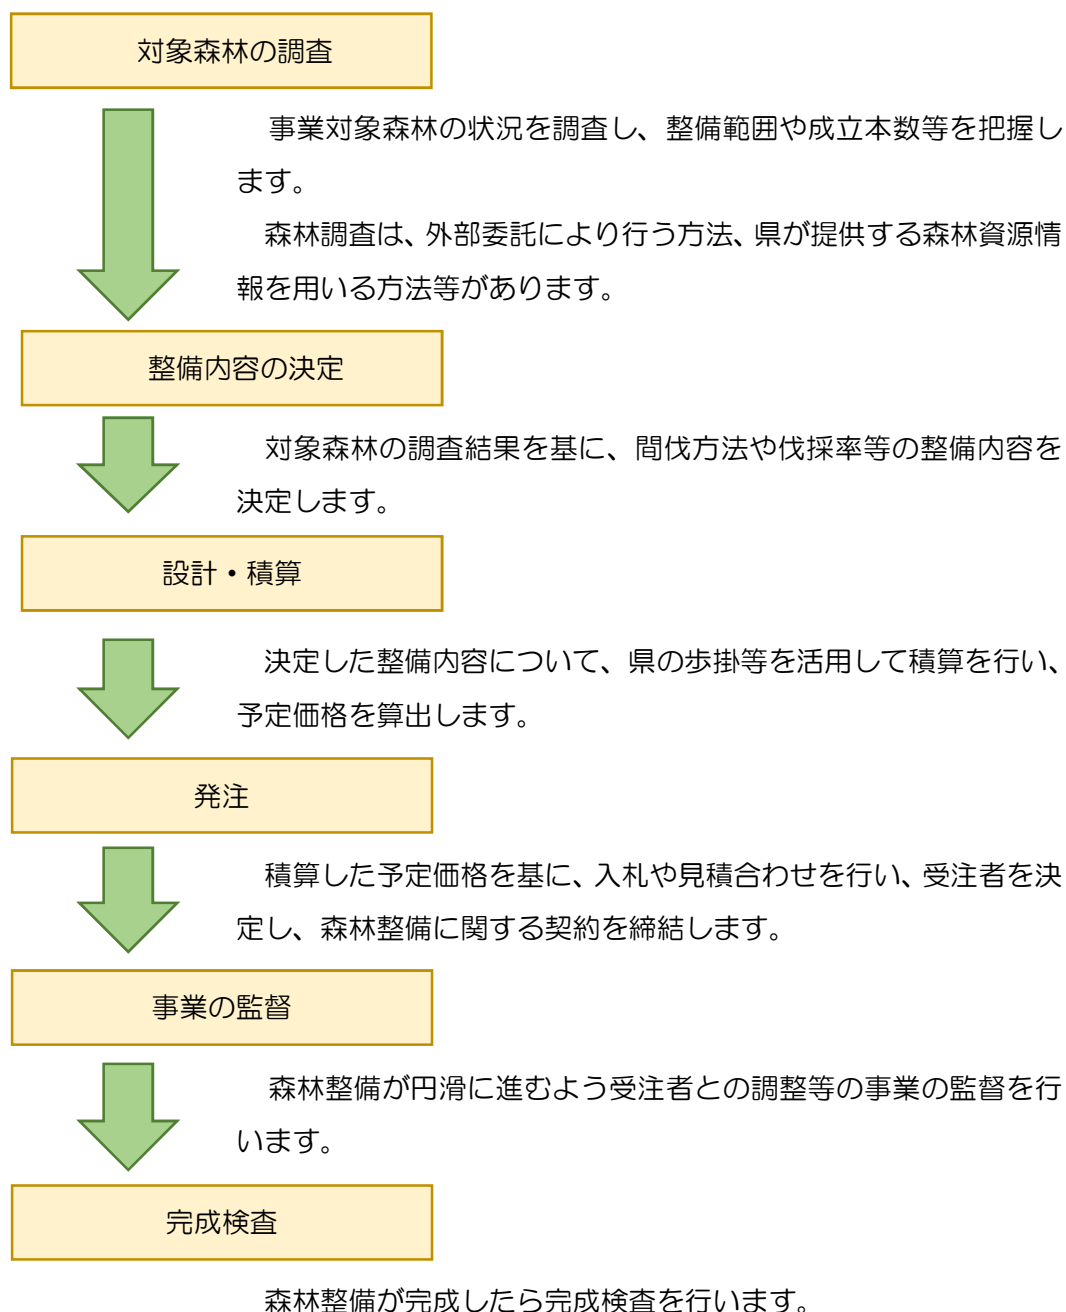 対象森林の調査
事業対象森林の状況を調査し、整備範囲や成立本数等を把握し
ます。
森林調査は、外部委託により行う方法、県が提供する森林資源情
報を用いる方法等があります。
整備内容の決定
対象森林の調査結果を基に、間伐方法や伐採率等の整備内容を
決定します。
設計・積算
決定した整備内容について、県の歩掛等を活用して積算を行い、
予定価格を算出します。
発注
積算した予定価格を基に、入札や見積合わせを行い、受注者を決
定し、森林整備に関する契約を締結します。
事業の監督
森林整備が円滑に進むよう受注者との調整等の事業の監督を行
います。
完成検査
森林整備が完成したら完成検査を行います。